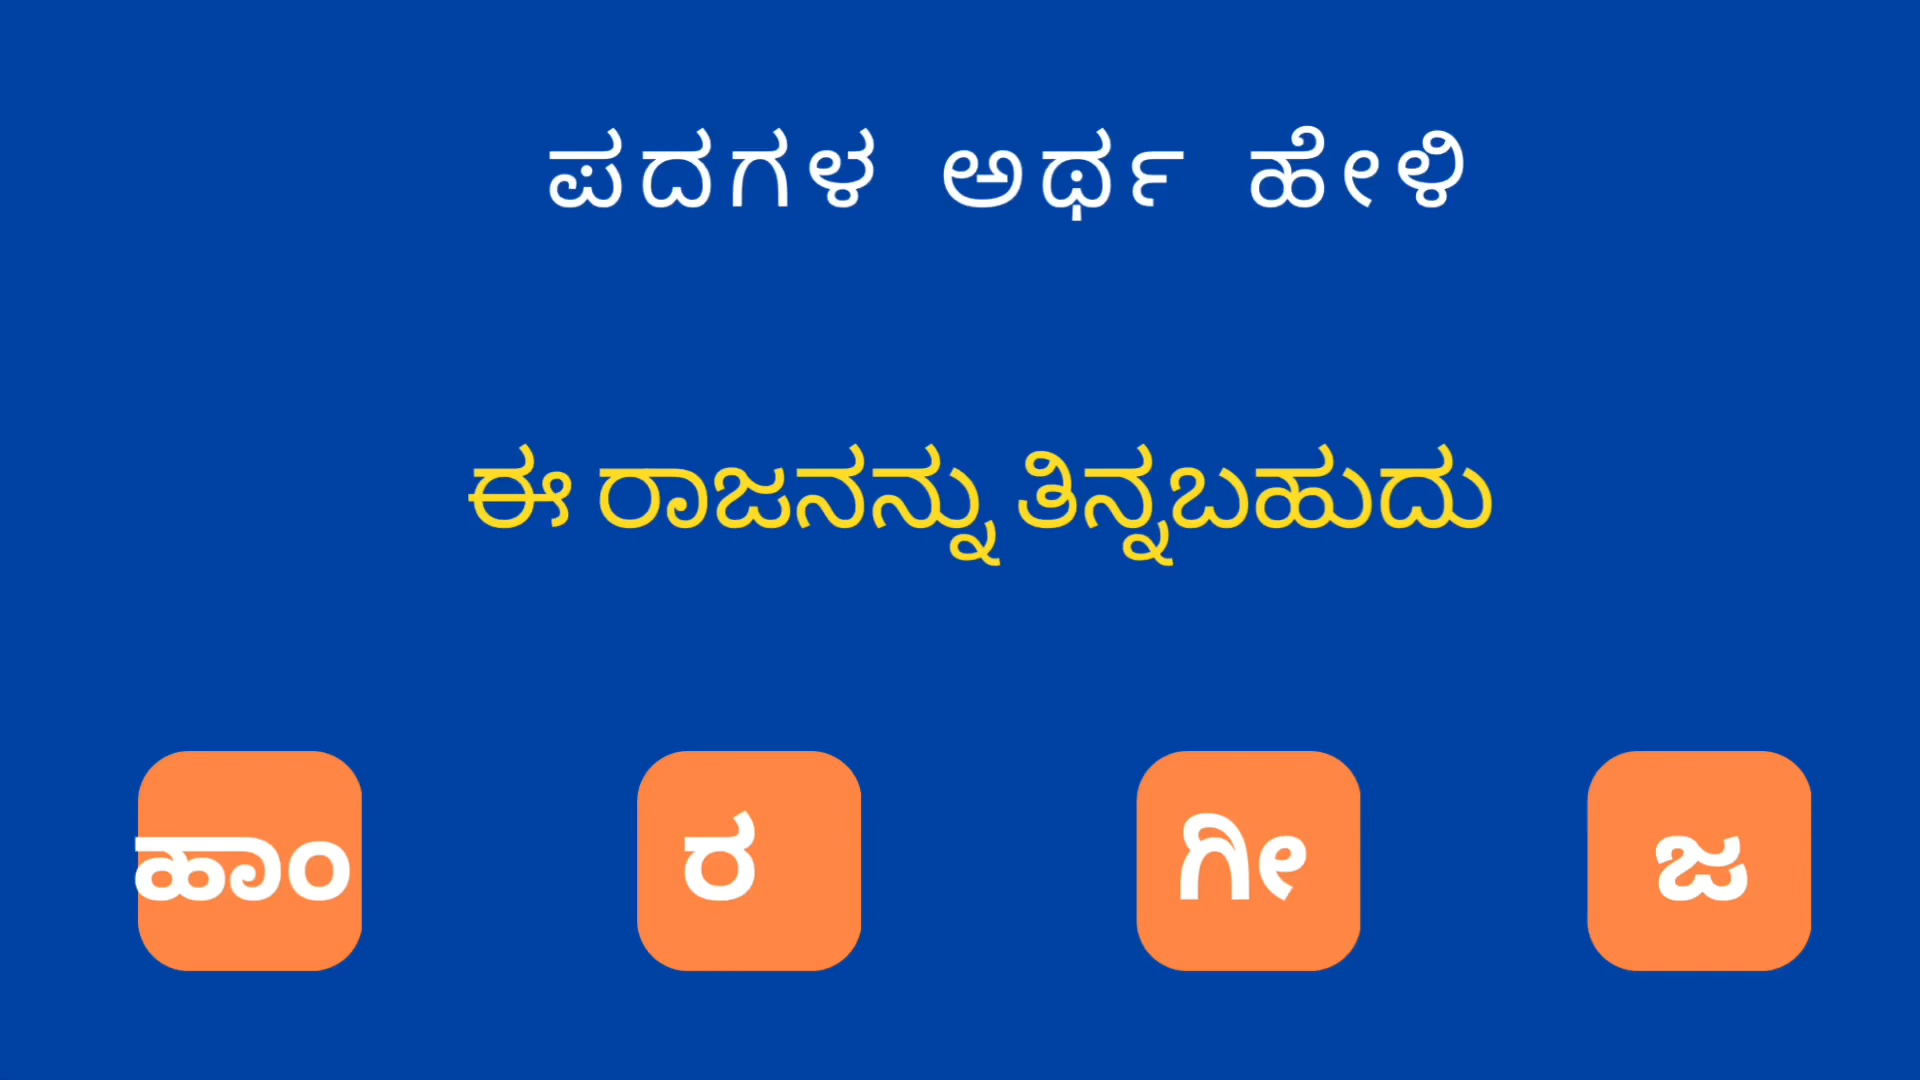 ಪದಗಳ ಅರ್ಥ ಹೇಳಿ
ಈ ರಾಜನನ್ನು ತಿನ್ನಬಹುದು
ಹಾಂ ರ ಗೀ ಜ